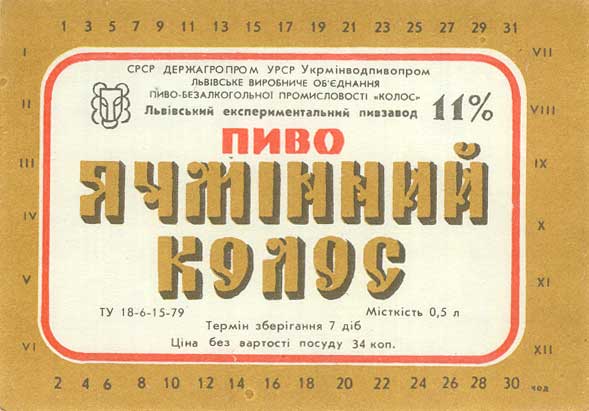 1 3 5 7 9 11 13 15 17 19 21 23 25 27 29 31
I II III IV V VI
VII VIII IX X XI XII
СРСР ДЕРЖАГРОПРОМ УРСР Укрмінводпивопром
ЛЬВІВСЬКЕ ВИРОБНИЧЕ ОБ'ЄДНАННЯ
ПИВО-БЕЗАЛКОГОЛЬНОЇ ПРОМИСЛОВОСТІ «КОЛОС»
Львівський експериментальний пивзавод 11%
ПИВО
ЯЧМІННИЙ
КОЛОС
ТУ 18-6-15-79 Місткість 0,5 л
Термін зберігання 7 діб
Ціна без вартості посуду 34 коп.
2 4 6 8 10 12 14 16 18 20 22 24 26 28 30